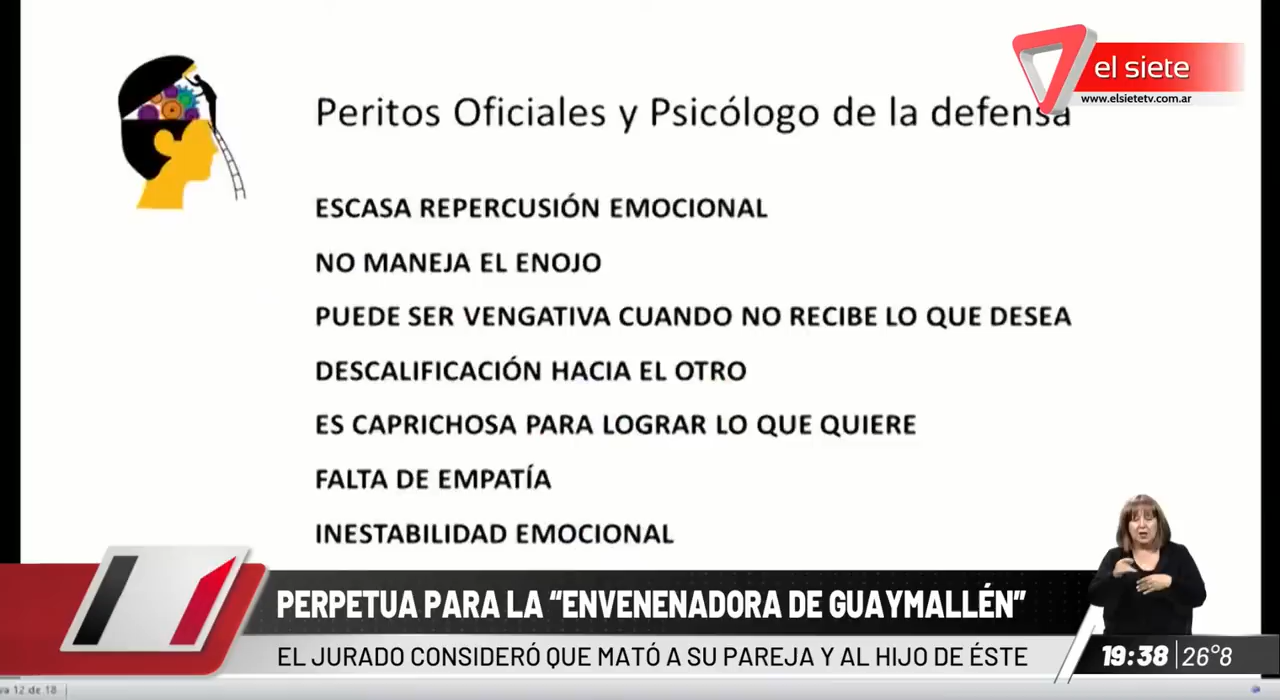 el siete
www.elsietetv.com.ar
Peritos Oficiales y Psicólogo de la defensa
ESCASA REPERCUSIÓN EMOCIONAL
NO MANEJA EL ENOJO
PUEDE SER VENGATIVA CUANDO NO RECIBE LO QUE DESEA
DESCALIFICACIÓN HACIA EL OTRO
ES CAPRICHOSA PARA LOGRAR LO QUE QUIERE
FALTA DE EMPATÍA
INESTABILIDAD EMOCIONAL
PERPETUA PARA LA “ENVENENADORA DE GUAYMALLÉN”
EL JURADO CONSIDERÓ QUE MATÓ A SU PAREJA Y AL HIJO DE ÉSTE
19:38 26°8
12 de 18